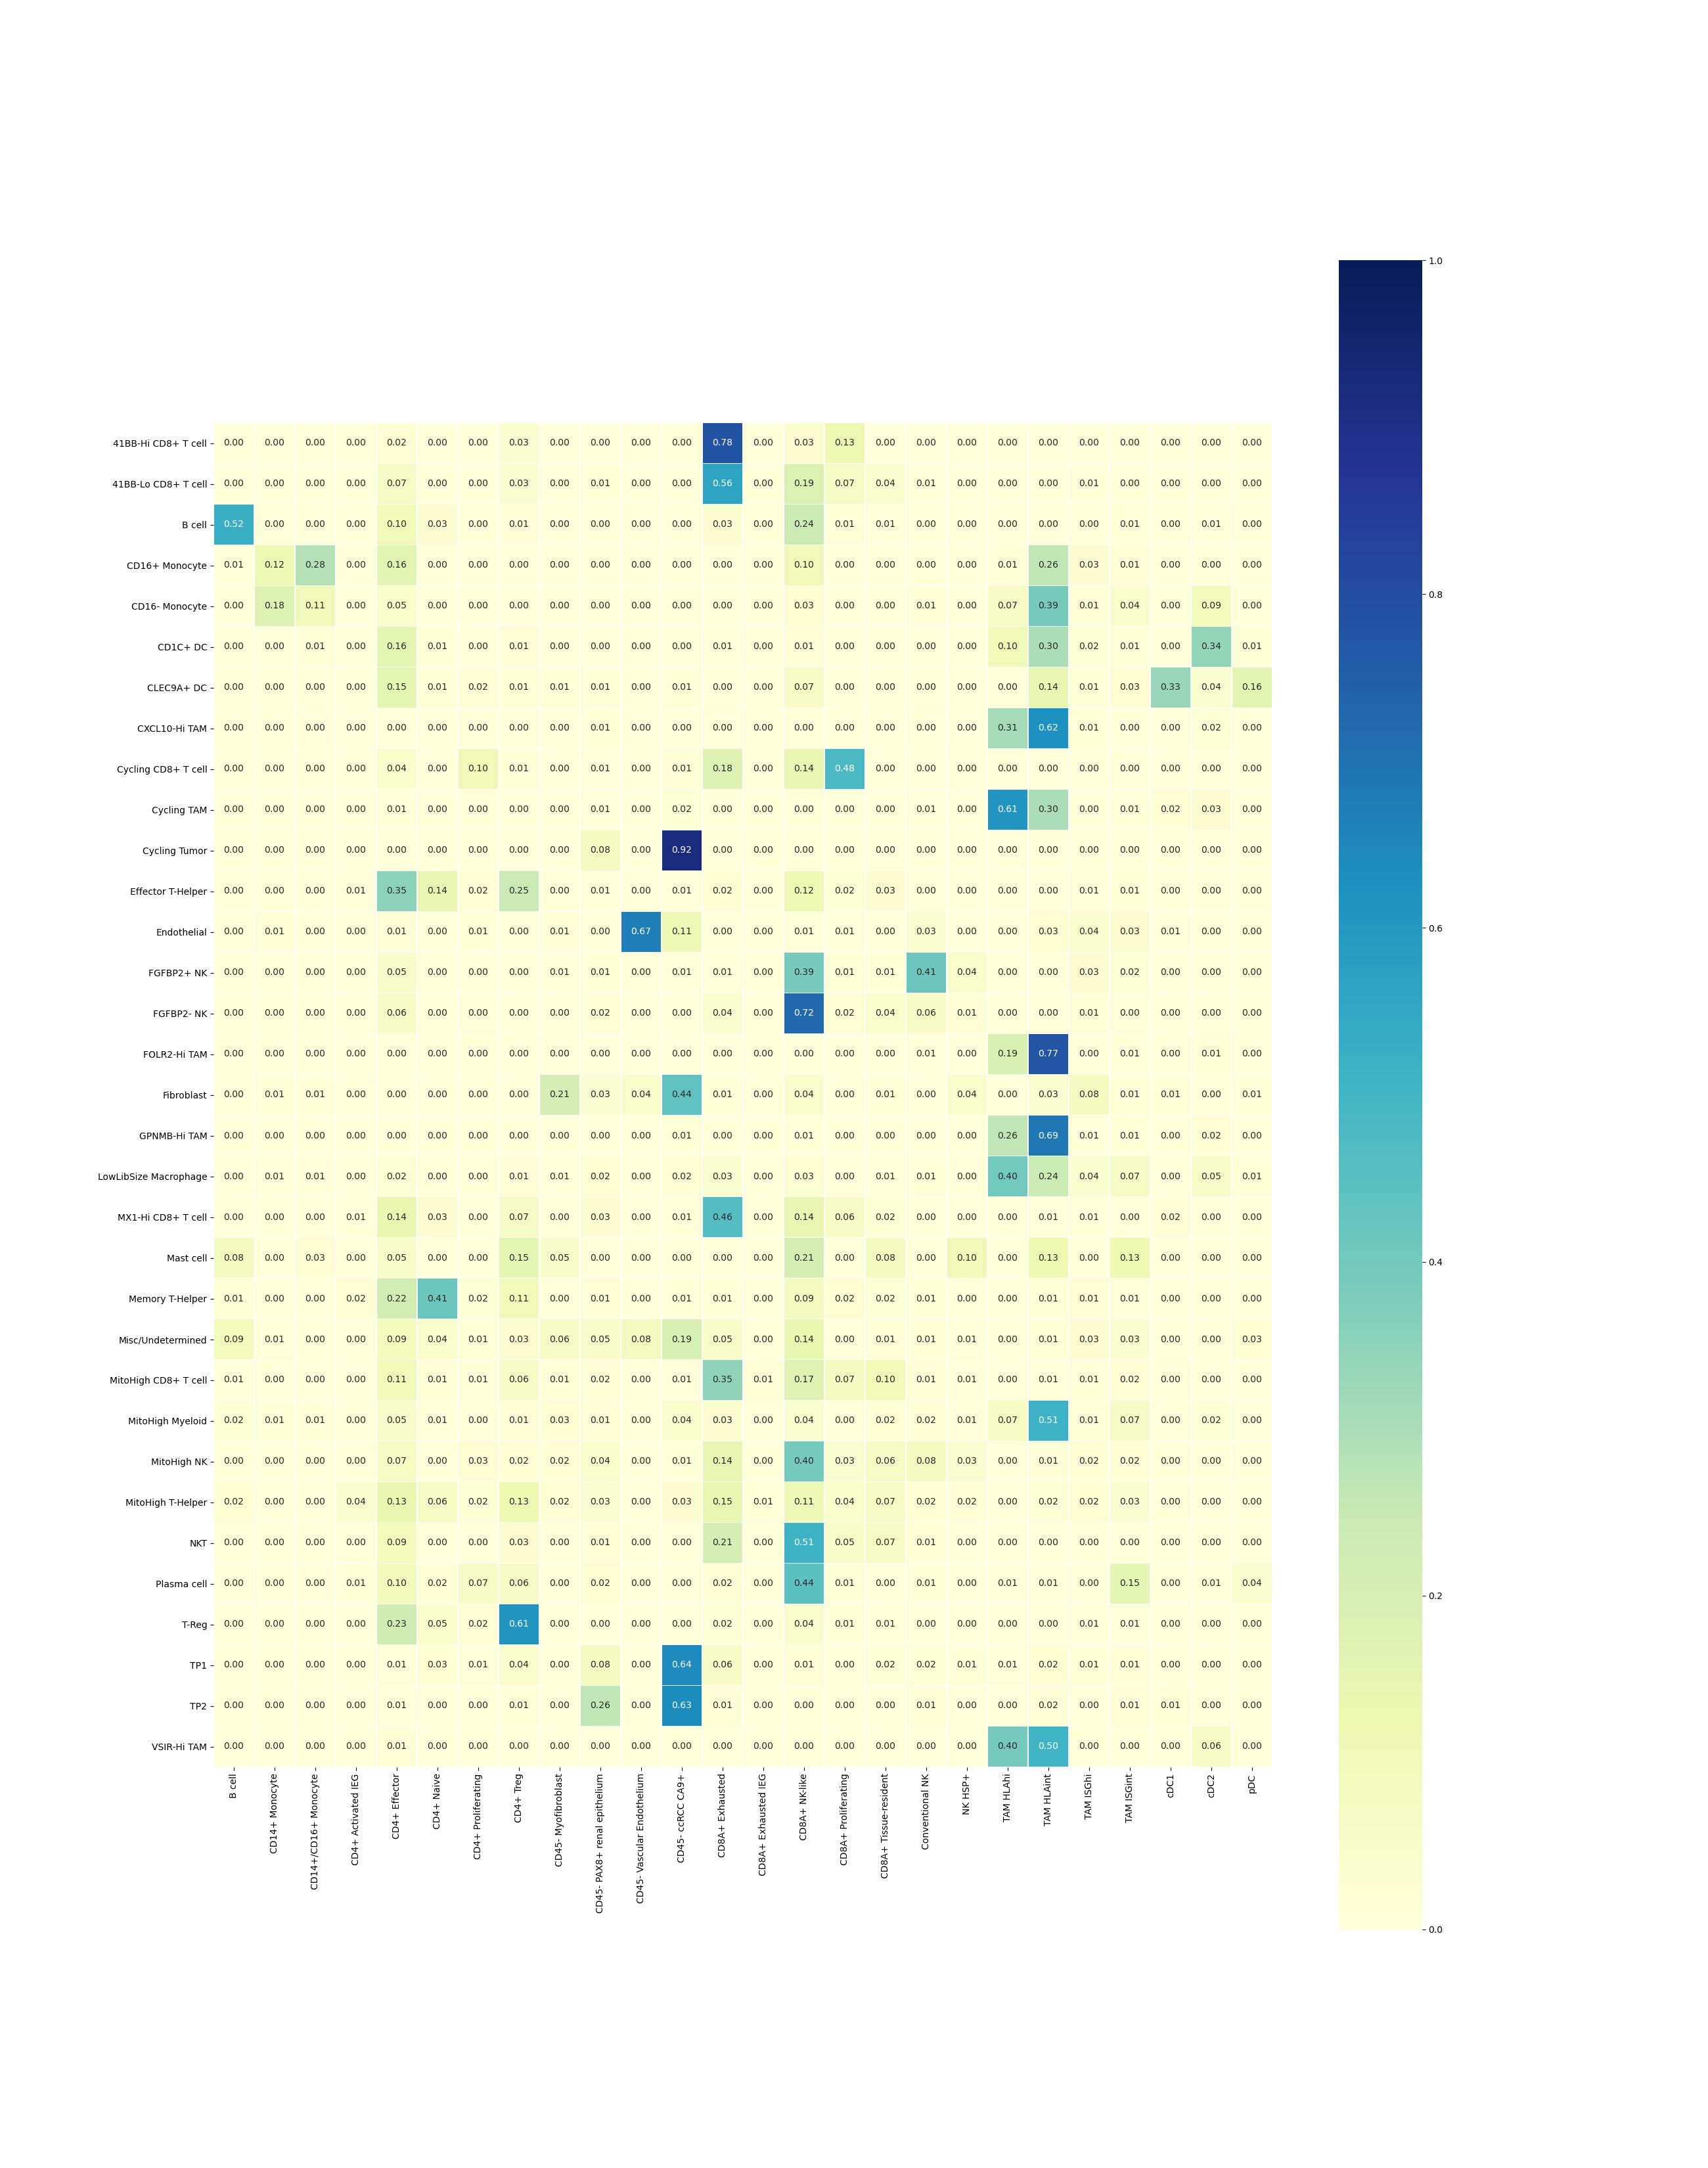 1.0
41BB-Hi CD8+ T cell 0.00 0.00 0.00 0.00 0.02 0.00 0.00 0.03 0.00 0.00 0.00 0.00 0.78 0.00 0.03 0.13 0.00 0.00 0.00 0.00 0.00 0.00 0.00 0.00 0.00 0.00
41BB-Lo CD8+ T cell 0.00 0.00 0.00 0.00 0.07 0.00 0.00 0.03 0.00 0.01 0.00 0.00 0.56 0.00 0.19 0.07 0.04 0.01 0.00 0.00 0.00 0.01 0.00 0.00 0.00 0.00
B cell 0.52 0.00 0.00 0.00 0.10 0.03 0.00 0.01 0.00 0.00 0.00 0.00 0.03 0.00 0.24 0.01 0.01 0.00 0.00 0.00 0.00 0.00 0.01 0.00 0.01 0.00
CD16+ Monocyte 0.01 0.12 0.28 0.00 0.16 0.00 0.00 0.00 0.00 0.00 0.00 0.00 0.00 0.00 0.10 0.00 0.00 0.00 0.00 0.01 0.26 0.03 0.01 0.00 0.00 0.00
0.8
CD16- Monocyte 0.00 0.18 0.11 0.00 0.05 0.00 0.00 0.00 0.00 0.00 0.00 0.00 0.00 0.00 0.03 0.00 0.00 0.01 0.00 0.07 0.39 0.01 0.04 0.00 0.09 0.00
CD1C+ DC 0.00 0.00 0.01 0.00 0.16 0.01 0.00 0.01 0.00 0.00 0.00 0.01 0.01 0.00 0.01 0.00 0.00 0.00 0.00 0.10 0.30 0.02 0.01 0.00 0.34 0.01
CLEC9A+ DC 0.00 0.00 0.00 0.00 0.15 0.01 0.02 0.01 0.01 0.01 0.00 0.01 0.00 0.00 0.07 0.00 0.00 0.00 0.00 0.00 0.14 0.01 0.03 0.33 0.04 0.16
CXCL10-Hi TAM 0.00 0.00 0.00 0.00 0.00 0.00 0.00 0.00 0.00 0.01 0.00 0.00 0.00 0.00 0.00 0.00 0.00 0.00 0.00 0.31 0.62 0.01 0.00 0.00 0.02 0.00
Cycling CD8+ T cell 0.00 0.00 0.00 0.00 0.04 0.00 0.10 0.01 0.00 0.01 0.00 0.01 0.18 0.00 0.14 0.48 0.00 0.00 0.00 0.00 0.00 0.00 0.00 0.00 0.00 0.00
Cycling TAM 0.00 0.00 0.00 0.00 0.01 0.00 0.00 0.00 0.00 0.01 0.00 0.02 0.00 0.00 0.00 0.00 0.00 0.01 0.00 0.61 0.30 0.00 0.01 0.02 0.03 0.00
Cycling Tumor 0.00 0.00 0.00 0.00 0.00 0.00 0.00 0.00 0.00 0.08 0.00 0.92 0.00 0.00 0.00 0.00 0.00 0.00 0.00 0.00 0.00 0.00 0.00 0.00 0.00 0.00
Effector T-Helper 0.00 0.00 0.00 0.01 0.35 0.14 0.02 0.25 0.00 0.01 0.00 0.01 0.02 0.00 0.12 0.02 0.03 0.00 0.00 0.00 0.00 0.01 0.01 0.00 0.00 0.00
0.6
Endothelial 0.00 0.01 0.00 0.00 0.01 0.00 0.01 0.00 0.01 0.00 0.67 0.11 0.00 0.00 0.01 0.01 0.00 0.03 0.00 0.00 0.03 0.04 0.03 0.01 0.00 0.00
FGFBP2+ NK 0.00 0.00 0.00 0.00 0.05 0.00 0.00 0.00 0.01 0.01 0.00 0.01 0.01 0.00 0.39 0.01 0.01 0.41 0.04 0.00 0.00 0.03 0.02 0.00 0.00 0.00
FGFBP2- NK 0.00 0.00 0.00 0.00 0.06 0.00 0.00 0.00 0.00 0.02 0.00 0.00 0.04 0.00 0.72 0.02 0.04 0.06 0.01 0.00 0.00 0.01 0.00 0.00 0.00 0.00
FOLR2-Hi TAM 0.00 0.00 0.00 0.00 0.00 0.00 0.00 0.00 0.00 0.00 0.00 0.00 0.00 0.00 0.00 0.00 0.00 0.01 0.00 0.19 0.77 0.00 0.01 0.00 0.01 0.00
Fibroblast 0.00 0.01 0.01 0.00 0.00 0.00 0.00 0.00 0.21 0.03 0.04 0.44 0.01 0.00 0.04 0.00 0.01 0.00 0.04 0.00 0.03 0.08 0.01 0.01 0.00 0.01
GPNMB-Hi TAM 0.00 0.00 0.00 0.00 0.00 0.00 0.00 0.00 0.00 0.00 0.00 0.01 0.00 0.00 0.01 0.00 0.00 0.00 0.00 0.26 0.69 0.01 0.01 0.00 0.02 0.00
LowLibSize Macrophage 0.00 0.01 0.01 0.00 0.02 0.00 0.00 0.01 0.01 0.02 0.00 0.02 0.03 0.00 0.03 0.00 0.01 0.01 0.00 0.40 0.24 0.04 0.07 0.00 0.05 0.01
MX1-Hi CD8+ T cell 0.00 0.00 0.00 0.01 0.14 0.03 0.00 0.07 0.00 0.03 0.00 0.01 0.46 0.00 0.14 0.06 0.02 0.00 0.00 0.00 0.01 0.01 0.00 0.02 0.00 0.00
Mast cell 0.08 0.00 0.03 0.00 0.05 0.00 0.00 0.15 0.05 0.00 0.00 0.00 0.00 0.00 0.21 0.00 0.08 0.00 0.10 0.00 0.13 0.00 0.13 0.00 0.00 0.00
0.4
Memory T-Helper 0.01 0.00 0.00 0.02 0.22 0.41 0.02 0.11 0.00 0.01 0.00 0.01 0.01 0.00 0.09 0.02 0.02 0.01 0.00 0.00 0.01 0.01 0.01 0.00 0.00 0.00
Misc/Undetermined 0.09 0.01 0.00 0.00 0.09 0.04 0.01 0.03 0.06 0.05 0.08 0.19 0.05 0.00 0.14 0.00 0.01 0.01 0.01 0.00 0.01 0.03 0.03 0.00 0.00 0.03
MitoHigh CD8+ T cell 0.01 0.00 0.00 0.00 0.11 0.01 0.01 0.06 0.01 0.02 0.00 0.01 0.35 0.01 0.17 0.07 0.10 0.01 0.01 0.00 0.01 0.01 0.02 0.00 0.00 0.00
MitoHigh Myeloid 0.02 0.01 0.01 0.00 0.05 0.01 0.00 0.01 0.03 0.01 0.00 0.04 0.03 0.00 0.04 0.00 0.02 0.02 0.01 0.07 0.51 0.01 0.07 0.00 0.02 0.00
MitoHigh NK 0.00 0.00 0.00 0.00 0.07 0.00 0.03 0.02 0.02 0.04 0.00 0.01 0.14 0.00 0.40 0.03 0.06 0.08 0.03 0.00 0.01 0.02 0.02 0.00 0.00 0.00
MitoHigh T-Helper 0.02 0.00 0.00 0.04 0.13 0.06 0.02 0.13 0.02 0.03 0.00 0.03 0.15 0.01 0.11 0.04 0.07 0.02 0.02 0.00 0.02 0.02 0.03 0.00 0.00 0.00
NKT 0.00 0.00 0.00 0.00 0.09 0.00 0.00 0.03 0.00 0.01 0.00 0.00 0.21 0.00 0.51 0.05 0.07 0.01 0.00 0.00 0.00 0.00 0.00 0.00 0.00 0.00
Plasma cell 0.00 0.00 0.00 0.01 0.10 0.02 0.07 0.06 0.00 0.02 0.00 0.00 0.02 0.00 0.44 0.01 0.00 0.01 0.00 0.01 0.01 0.00 0.15 0.00 0.01 0.04
0.2
T-Reg 0.00 0.00 0.00 0.00 0.23 0.05 0.02 0.61 0.00 0.00 0.00 0.00 0.02 0.00 0.04 0.01 0.01 0.00 0.00 0.00 0.00 0.01 0.01 0.00 0.00 0.00
TP1 0.00 0.00 0.00 0.00 0.01 0.03 0.01 0.04 0.00 0.08 0.00 0.64 0.06 0.00 0.01 0.00 0.02 0.02 0.01 0.01 0.02 0.01 0.01 0.00 0.00 0.00
TP2 0.00 0.00 0.00 0.00 0.01 0.00 0.00 0.01 0.00 0.26 0.00 0.63 0.01 0.00 0.00 0.00 0.00 0.01 0.00 0.00 0.02 0.00 0.01 0.01 0.00 0.00
VSIR-Hi TAM 0.00 0.00 0.00 0.00 0.01 0.00 0.00 0.00 0.00 0.00 0.00 0.00 0.00 0.00 0.00 0.00 0.00 0.00 0.00 0.40 0.50 0.00 0.00 0.00 0.06 0.00
B cell
CD14+ Monocyte
CD14+/CD16+ Monocyte
CD4+ Activated IEG
CD4+ Effector
CD4+ Naive
CD4+ Proliferating
CD4+ Treg
CD45- Myofibroblast
CD45- PAX8+ renal epithelium
CD45- Vascular Endothelium
CD45- ccRCC CA9+
CD8A+ Exhausted
CD8A+ Exhausted IEG
CD8A+ NK-like
CD8A+ Proliferating
CD8A+ Tissue-resident
Conventional NK
NK HSP+
TAM HLAhi
TAM HLAint
TAM ISGhi
TAM ISGint
cDC1
cDC2
pDC
0.0